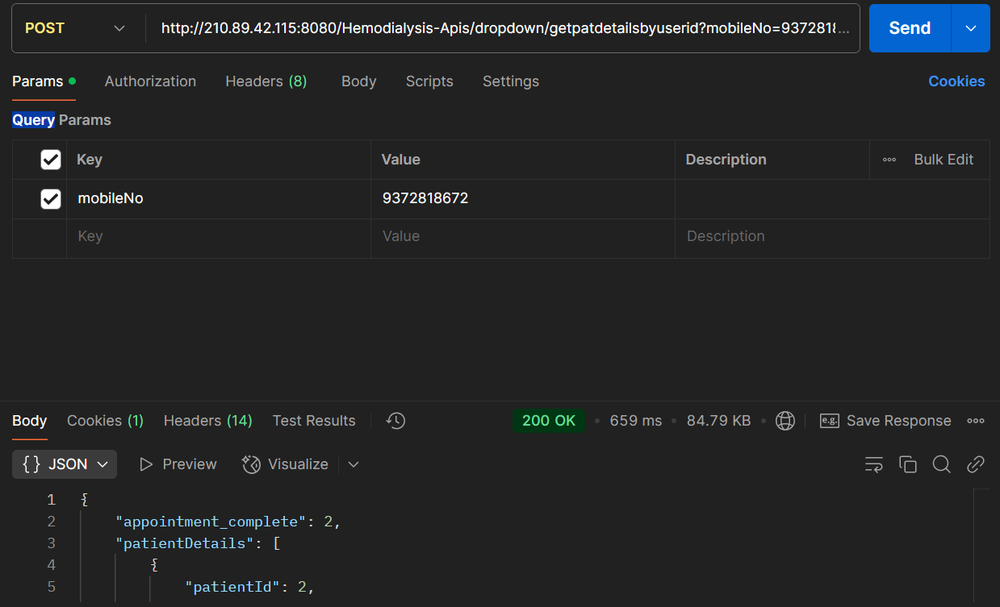 POST http://210.89.42.115:8080/Hemodialysis-Apis/dropdown/getpatdetailsbyuserid?mobileNo=937281... Send
Params Authorization Headers (8) Body Scripts Settings Cookies
Query Params
Key Value Description Bulk Edit
mobileNo 9372818672
Key Value Description
Body Cookies (1) Headers (14) Test Results 200 OK 659 ms 84.79 KB e.g. Save Response
{} JSON Preview Visualize
1 {
2 "appointment_complete": 2,
3 "patientDetails": [
4 {
5 "patientId": 2,